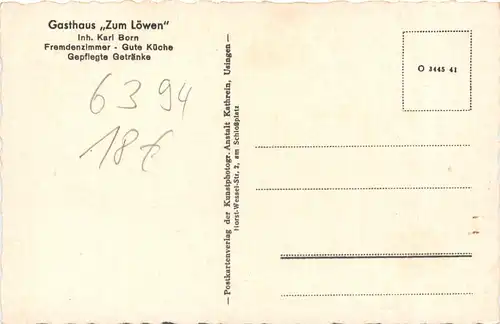 Gasthaus „Zum Löwen"
Inh. Karl Born
Fremdenzimmer - Gute Küche
Gepflegte Getränke
6394
18€
— Postkartenverlag der Kunstphotogr. Anstalt Kathrein, Usingen —
Horst-Wessel-Str. 2, am Schloßplatz
O 3445 41